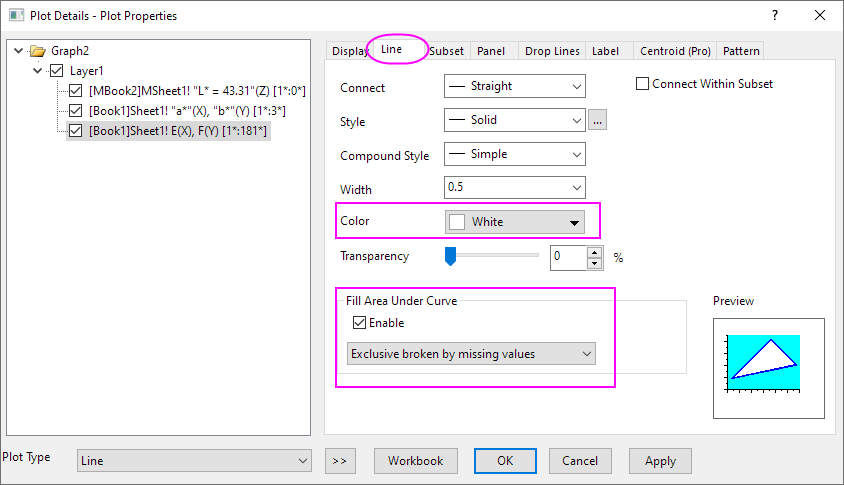 Plot Details - Plot Properties
Graph2
Layer1
[MBook2]MSheet1! "L* = 43.31"(Z) [1*:0*]
[Book1]Sheet1! "a*"(X), "b*"(Y) [1*:3*]
[Book1]Sheet1! E(X), F(Y) [1*:181*]
Display Line Subset Panel Drop Lines Label Centroid (Pro) Pattern
Connect Straight Connect Within Subset
Style Solid ...
Compound Style Simple
Width 0.5
Color White
Transparency 0 %
Fill Area Under Curve
Enable
Exclusive broken by missing values
Preview
Plot Type Line >> Workbook OK Cancel Apply